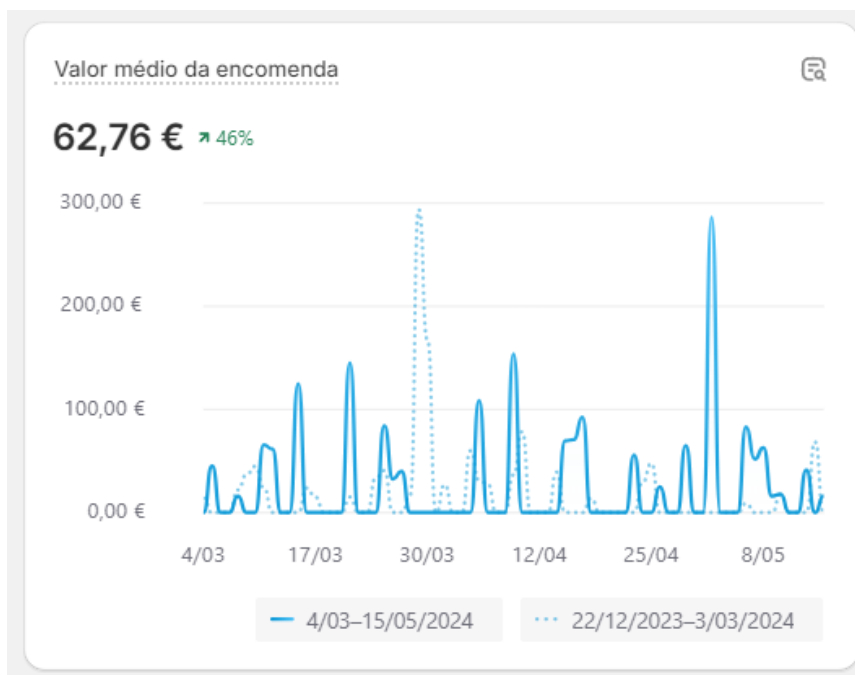 Valor médio da encomenda
62,76 € 46%
300,00 €
200,00 €
100,00 €
0,00 €
4/03 17/03 30/03 12/04 25/04 8/05
4/03–15/05/2024 22/12/2023–3/03/2024